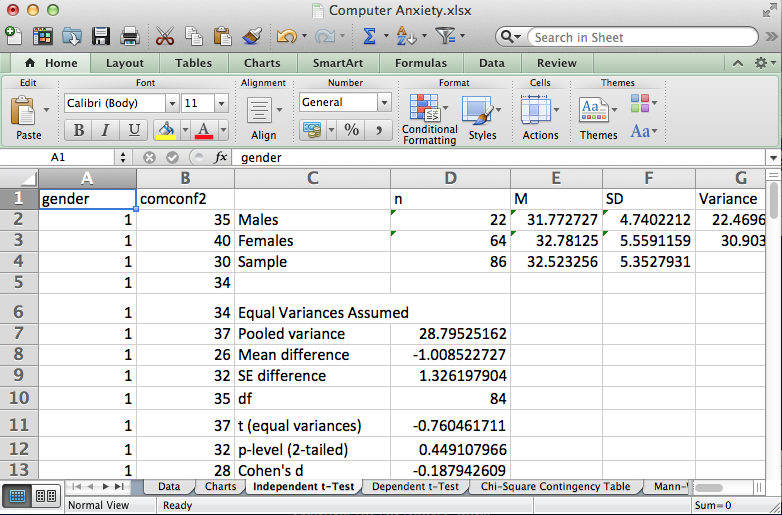 Computer Anxiety.xlsx
Search in Sheet
Home Layout Tables Charts SmartArt Formulas Data Review
Edit Font Alignment Number Format Cells Themes
Calibri (Body) 11 General
Paste B I U A Align % , Conditional Formatting Styles Actions Themes Aa
A1 fx gender
A B C D E F G
1 gender comconf2 n M SD Variance
2 1 35 Males 22 31.772727 4.7402212 22.4696
3 1 40 Females 64 32.78125 5.5591159 30.903
4 1 30 Sample 86 32.523256 5.3527931
5 1 34
6 1 34 Equal Variances Assumed
7 1 37 Pooled variance 28.79525162
8 1 26 Mean difference -1.008522727
9 1 32 SE difference 1.326197904
10 1 35 df 84
11 1 37 t (equal variances) -0.760461711
12 1 32 p-level (2-tailed) 0.449107966
13 1 28 Cohen's d -0.187942609
Data Charts Independent t-Test Dependent t-Test Chi-Square Contingency Table Mann-
Normal View Ready Sum=0